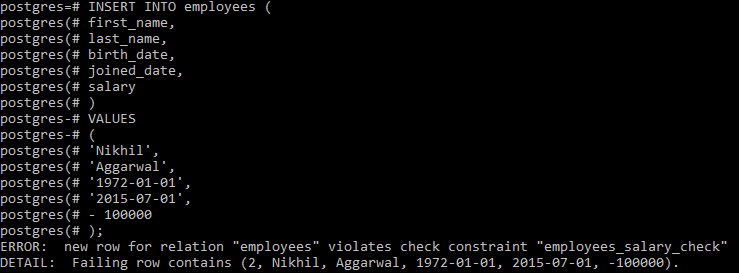 postgres=# INSERT INTO employees (
postgres(# first_name,
postgres(# last_name,
postgres(# birth_date,
postgres(# joined_date,
postgres(# salary
postgres(# )
postgres-# VALUES
postgres-# (
postgres(# 'Nikhil',
postgres(# 'Aggarwal',
postgres(# '1972-01-01',
postgres(# '2015-07-01',
postgres(# - 100000
postgres(# );
ERROR:  new row for relation "employees" violates check constraint "employees_salary_check"
DETAIL:  Failing row contains (2, Nikhil, Aggarwal, 1972-01-01, 2015-07-01, -100000).